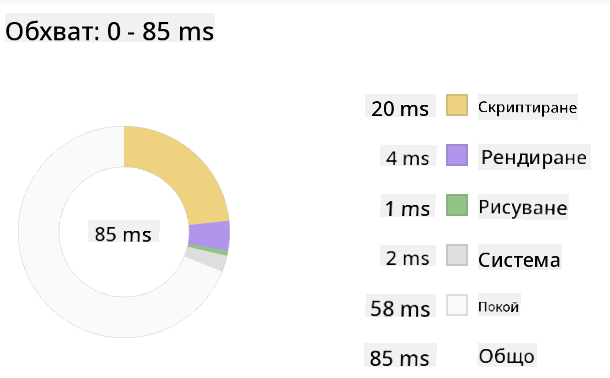 Обхват: 0 - 85 ms
20 ms Скриптиране
4 ms Рендиране
1 ms Рисуване
85 ms
2 ms Система
58 ms Покой
85 ms Общо